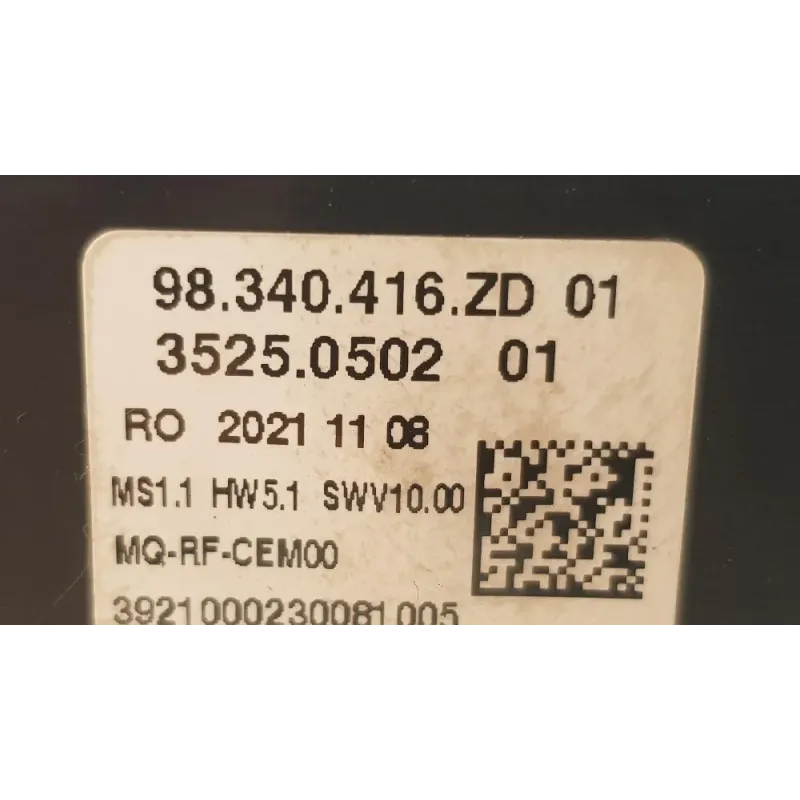 98.340.416.ZD 01
3525.0502 01
RO 2021 11 08
MS1.1 HW5.1 SWV10.00
MQ-RF-CEM00
3921000230081005